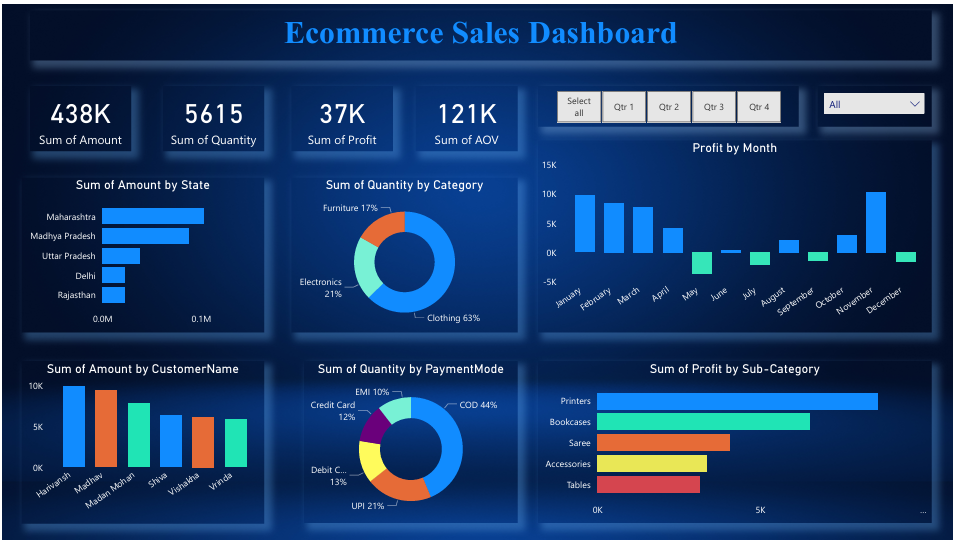 Ecommerce Sales Dashboard
438K
Sum of Amount
5615
Sum of Quantity
37K
Sum of Profit
121K
Sum of AOV
Select
all
Qtr 1
Qtr 2
Qtr 3
Qtr 4
All
Sum of Amount by State
Maharashtra
Madhya Pradesh
Uttar Pradesh
Delhi
Rajasthan
0.0M 0.1M
Sum of Quantity by Category
Furniture 17%
Electronics
21%
Clothing 63%
Profit by Month
15K
10K
5K
0K
-5K
January February March April May June July August September October November December
Sum of Amount by CustomerName
10K
5K
0K
Harivansh Madhav Madan Mohan Shiva Vishakha Vrinda
Sum of Quantity by PaymentMode
EMI 10%
Credit Card
12%
COD 44%
Debit C...
13%
UPI 21%
Sum of Profit by Sub-Category
Printers
Bookcases
Saree
Accessories
Tables
0K 5K ...